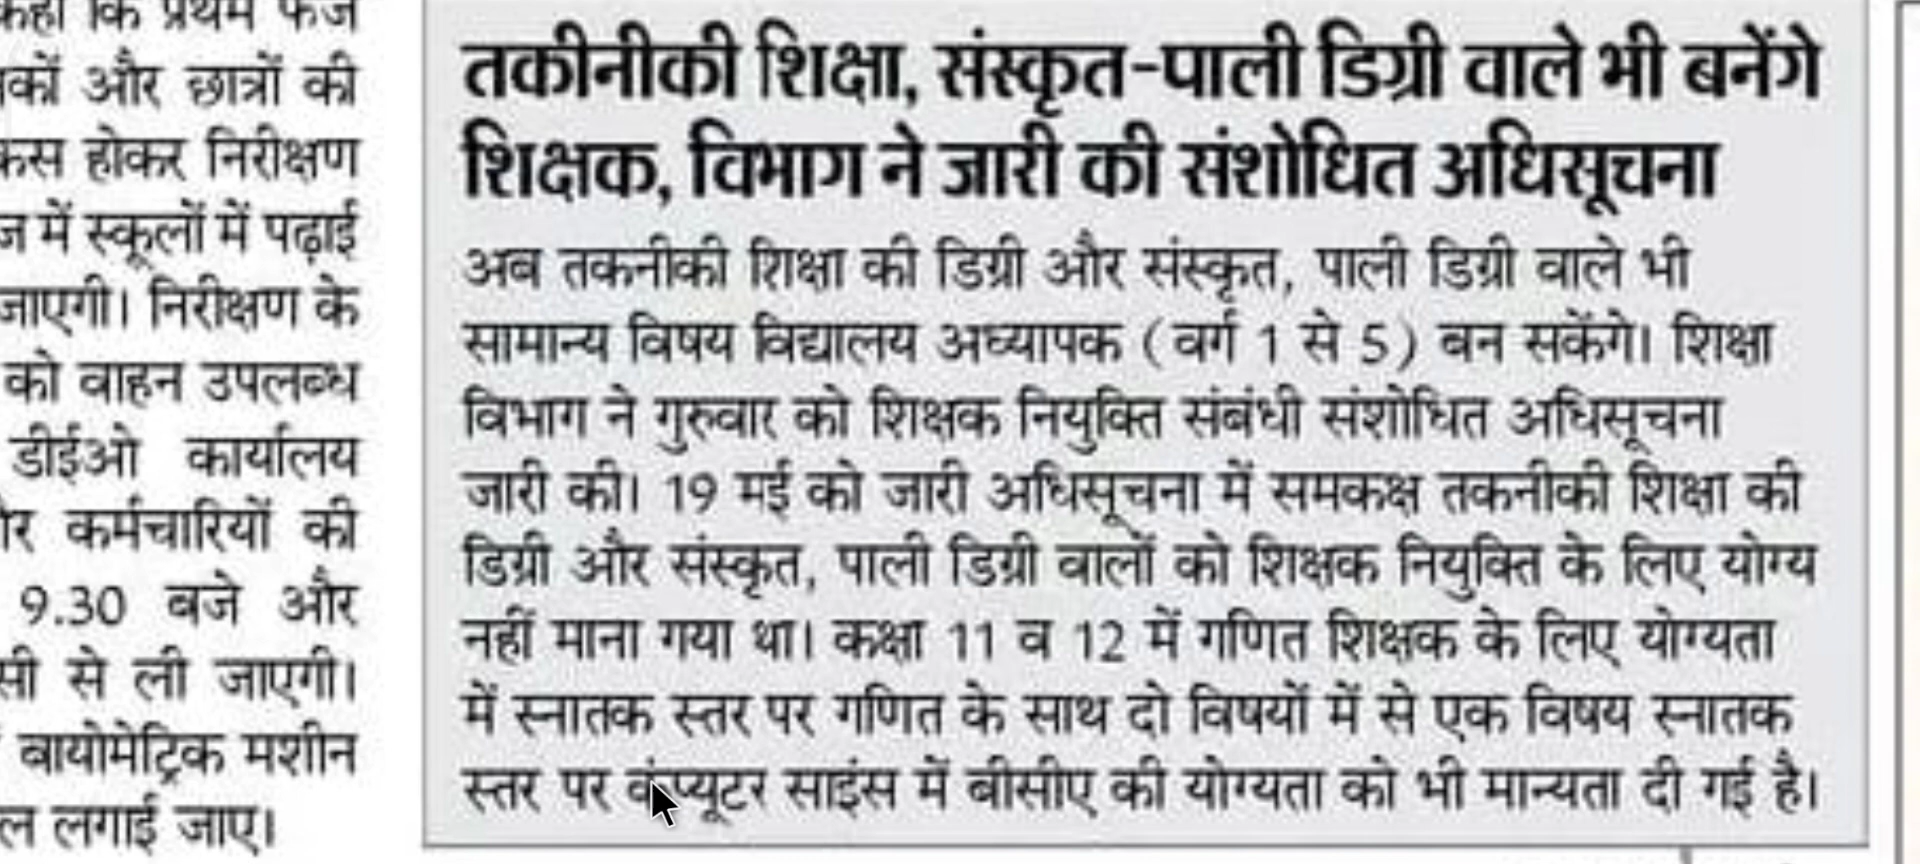 कहा कि प्रथम फेज
और छात्रों की
होकर निरीक्षण
में स्कूलों में पढ़ाई
जाएगी। निरीक्षण के
को वाहन उपलब्ध
डीईओ कार्यालय
कर्मचारियों की
9.30 बजे और
से ली जाएगी।
बायोमेट्रिक मशीन
लगाई जाए।
तकीनीकी शिक्षा, संस्कृत-पाली डिग्री वाले भी बनेंगे
शिक्षक, विभाग ने जारी की संशोधित अधिसूचना
अब तकनीकी शिक्षा की डिग्री और संस्कृत, पाली डिग्री वाले भी
सामान्य विषय विद्यालय अध्यापक (वर्ग 1 से 5) बन सकेंगे। शिक्षा
विभाग ने गुरुवार को शिक्षक नियुक्ति संबंधी संशोधित अधिसूचना
जारी की। 19 मई को जारी अधिसूचना में समकक्ष तकनीकी शिक्षा की
डिग्री और संस्कृत, पाली डिग्री वालों को शिक्षक नियुक्ति के लिए योग्य
नहीं माना गया था। कक्षा 11 व 12 में गणित शिक्षक के लिए योग्यता
में स्नातक स्तर पर गणित के साथ दो विषयों में से एक विषय स्नातक
स्तर पर कंप्यूटर साइंस में बीसीए की योग्यता को भी मान्यता दी गई है।